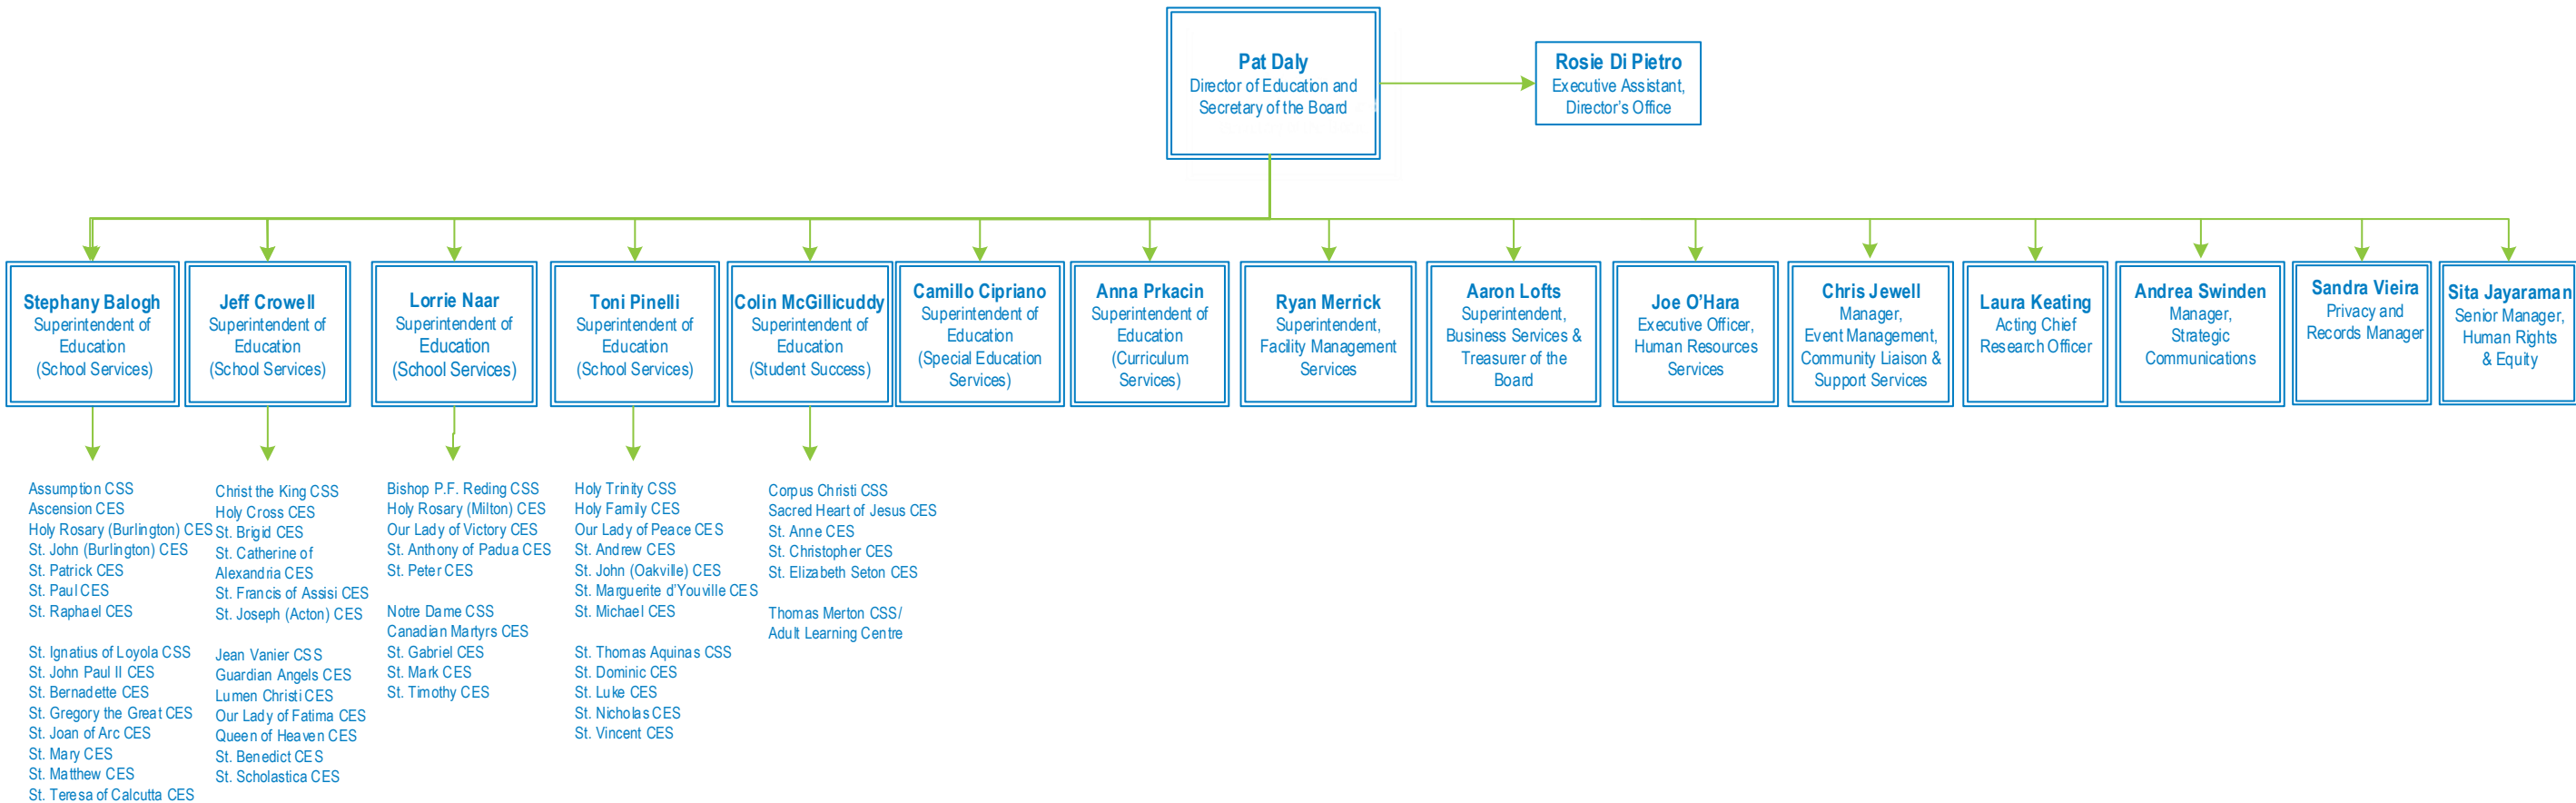 Pat Daly
Director of Education and
Secretary of the Board
Rosie Di Pietro
Executive Assistant,
Director's Office
Stephany Balogh
Superintendent of
Education
(School Services)
Jeff Crowell
Superintendent of
Education
(School Services)
Lorrie Naar
Superintendent of
Education
(School Services)
Toni Pinelli
Superintendent of
Education
(School Services)
Colin McGillicuddy
Superintendent of
Education
(Student Success)
Camillo Cipriano
Superintendent of
Education
(Special Education
Services)
Anna Prkacin
Superintendent of
Education
(Curriculum
Services)
Ryan Merrick
Superintendent,
Facility Management
Services
Aaron Lofts
Superintendent,
Business Services &
Treasurer of the
Board
Joe O'Hara
Executive Officer,
Human Resources
Services
Chris Jewell
Manager,
Event Management,
Community Liaison &
Support Services
Laura Keating
Acting Chief
Research Officer
Andrea Swinden
Manager,
Strategic
Communications
Sandra Vieira
Privacy and
Records Manager
Sita Jayaraman
Senior Manager,
Human Rights
& Equity
Assumption CSS
Ascension CES
Holy Rosary (Burlington) CES
St. John (Burlington) CES
St. Patrick CES
St. Paul CES
St. Raphael CES
St. Ignatius of Loyola CSS
St. John Paul II CES
St. Bernadette CES
St. Gregory the Great CES
St. Joan of Arc CES
St. Mary CES
St. Matthew CES
St. Teresa of Calcutta CES
Christ the King CSS
Holy Cross CES
St. Brigid CES
St. Catherine of
Alexandria CES
St. Francis of Assisi CES
St. Joseph (Acton) CES
Jean Vanier CSS
Guardian Angels CES
Lumen Christi CES
Our Lady of Fatima CES
Queen of Heaven CES
St. Benedict CES
St. Scholastica CES
Bishop P.F. Reding CSS
Holy Rosary (Milton) CES
Our Lady of Victory CES
St. Anthony of Padua CES
St. Peter CES
Notre Dame CSS
Canadian Martyrs CES
St. Gabriel CES
St. Mark CES
St. Timothy CES
Holy Trinity CSS
Holy Family CES
Our Lady of Peace CES
St. Andrew CES
St. John (Oakville) CES
St. Marguerite d'Youville CES
St. Michael CES
St. Thomas Aquinas CSS
St. Dominic CES
St. Luke CES
St. Nicholas CES
St. Vincent CES
Corpus Christi CSS
Sacred Heart of Jesus CES
St. Anne CES
St. Christopher CES
St. Elizabeth Seton CES
Thomas Merton CSS/
Adult Learning Centre